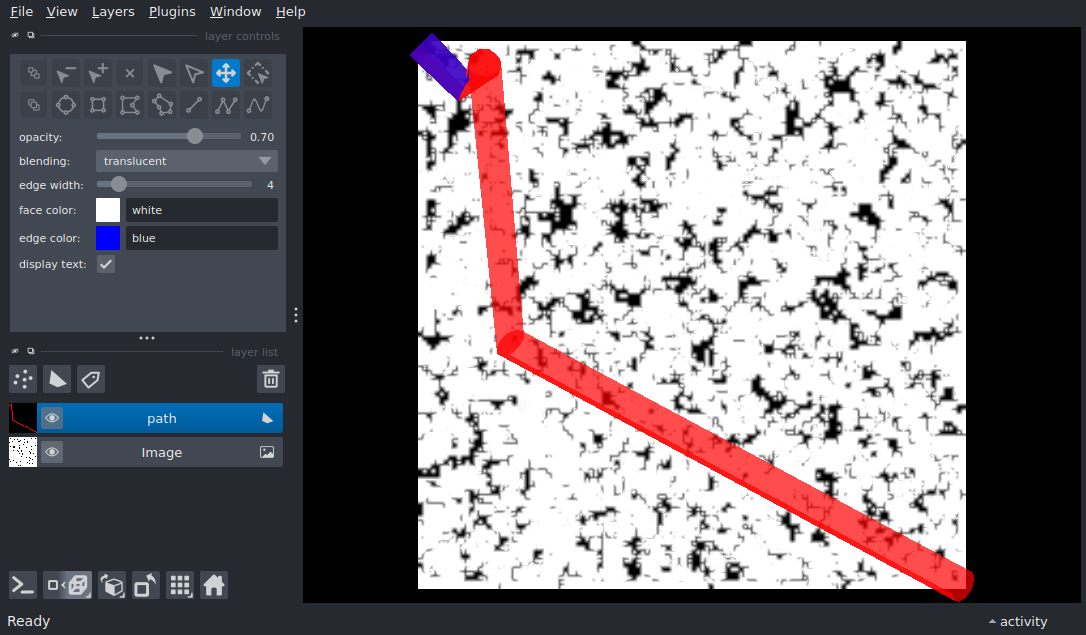 File View Layers Plugins Window Help
layer controls
opacity: 0.70
blending: translucent
edge width: 4
face color: white
edge color: blue
display text:
layer list
path
Image
Ready
activity